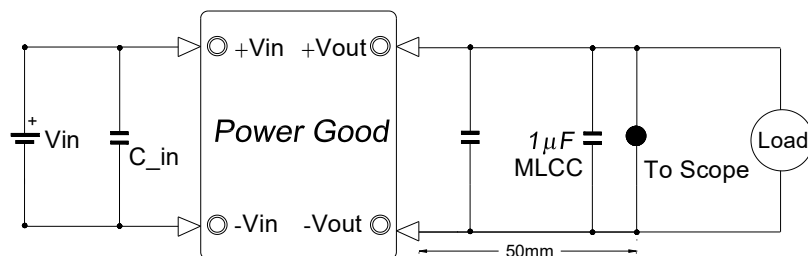 +Vin +Vout
+
Vin
C_in
Power Good
1μF
MLCC
To Scope
Load
-Vin -Vout
50mm